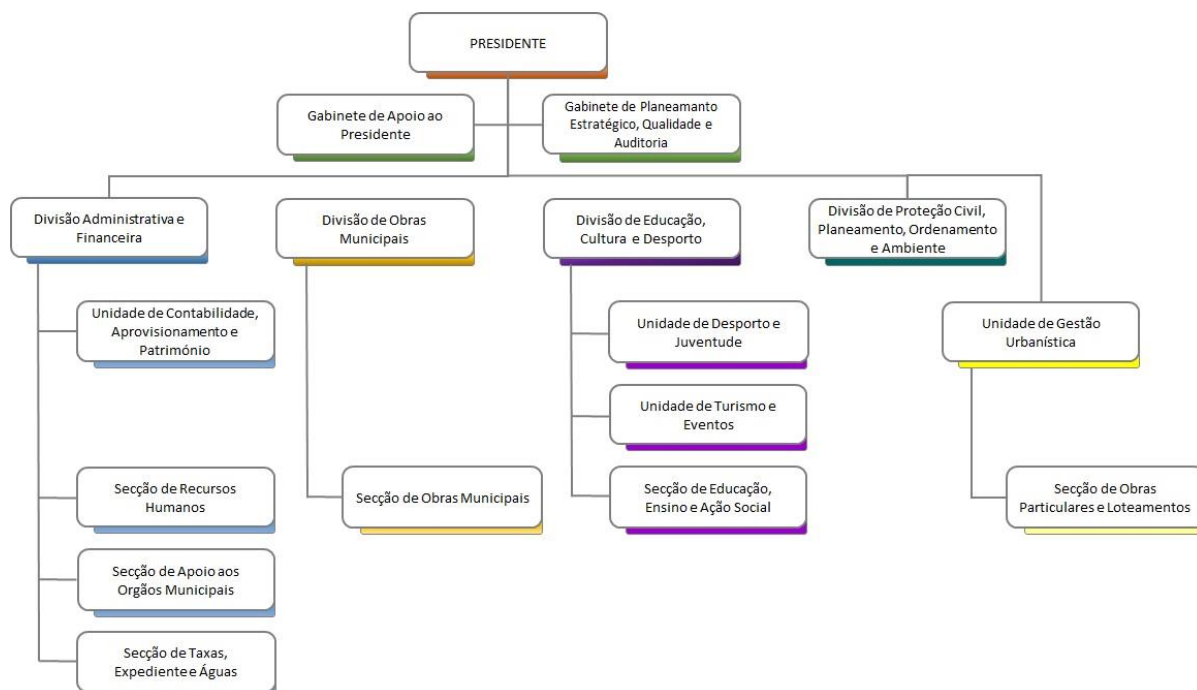 PRESIDENTE
Gabinete de Apoio ao
Presidente
Gabinete de Planeamanto
Estratégico, Qualidade e
Auditoria
Divisão Administrativa e
Financeira
Divisão de Obras
Municipais
Divisão de Educação,
Cultura e Desporto
Divisão de Proteção Civil,
Planeamento, Ordenamento
e Ambiente
Unidade de Contabilidade,
Aprovisionamento e
Património
Unidade de Desporto e
Juventude
Unidade de Gestão
Urbanística
Unidade de Turismo e
Eventos
Secção de Recursos
Humanos
Secção de Obras Municipais
Secção de Educação,
Ensino e Ação Social
Secção de Obras
Particulares e Loteamentos
Secção de Apoio aos
Orgãos Municipais
Secção de Taxas,
Expediente e Águas